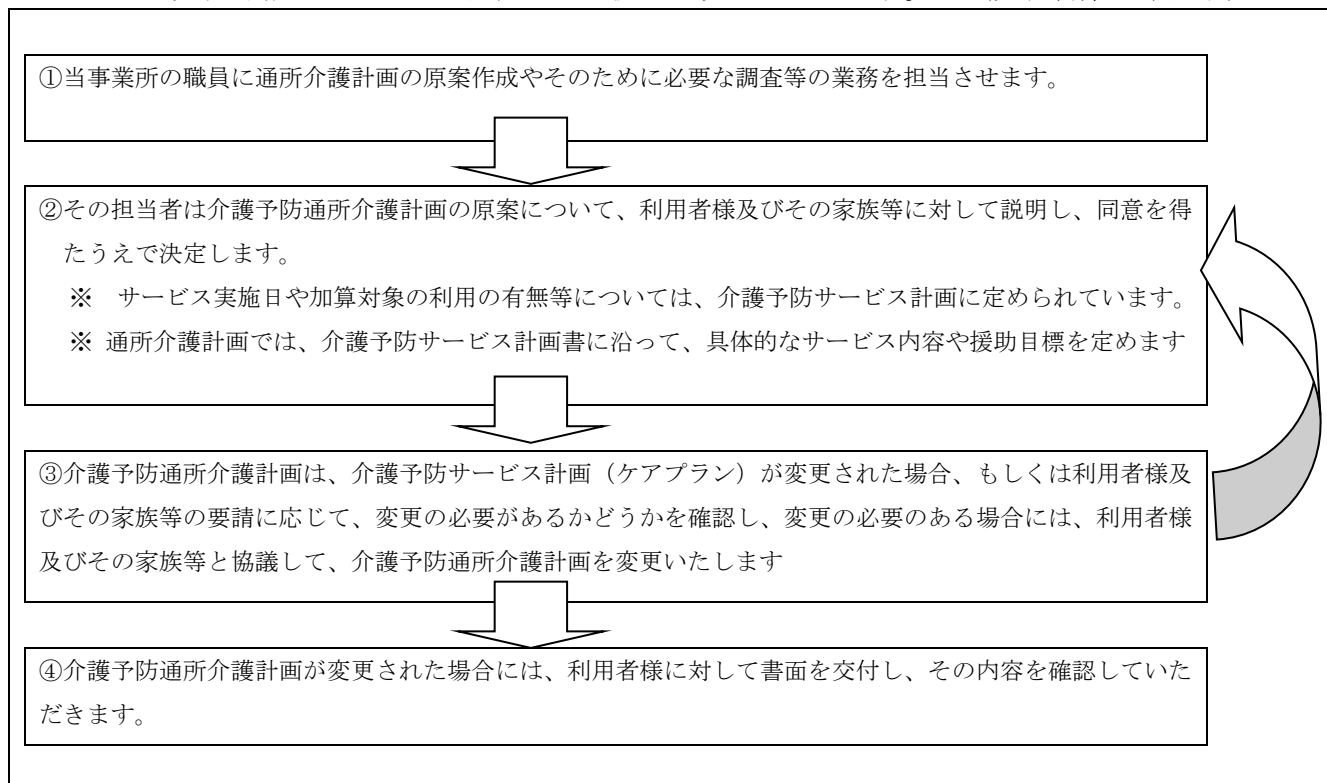 ①当事業所の職員に通所介護計画の原案作成やそのために必要な調査等の業務を担当させます。
②その担当者は介護予防通所介護計画の原案について、利用者様及びその家族等に対して説明し、同意を得
たうえで決定します。
※　サービス実施日や加算対象の利用の有無等については、介護予防サービス計画に定められています。
※ 通所介護計画では、介護予防サービス計画書に沿って、具体的なサービス内容や援助目標を定めます
③介護予防通所介護計画は、介護予防サービス計画（ケアプラン）が変更された場合、もしくは利用者様及
びその家族等の要請に応じて、変更の必要があるかどうかを確認し、変更の必要のある場合には、利用者様
及びその家族等と協議して、介護予防通所介護計画を変更いたします
④介護予防通所介護計画が変更された場合には、利用者様に対して書面を交付し、その内容を確認していた
だきます。